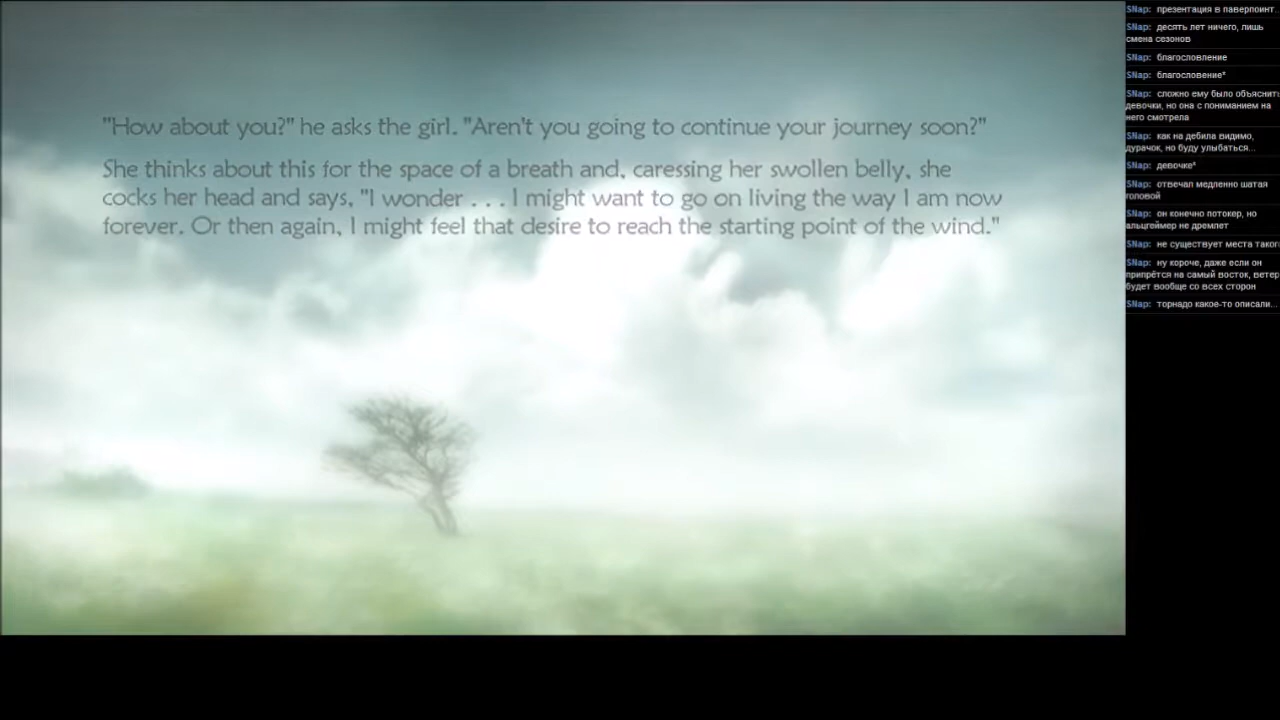 "How about you?" he asks the girl. "Aren't you going to continue your journey soon?"
She thinks about this for the space of a breath and, caressing her swollen belly, she
cocks her head and says, "I wonder . . . I might want to go on living the way I am now
forever. Or then again, I might feel that desire to reach the starting point of the wind."
SNap: презентация в паверпоинт...
SNap: десять лет ничего, лишь
смена сезонов
SNap: благословление
SNap: благословение*
SNap: сложно ему было объяснить
девочки, но она с пониманием на
него смотрела
SNap: как на дебила видимо,
дурачок, но буду улыбаться...
SNap: девочке*
SNap: отвечал медленно шатая
головой
SNap: он конечно потокер, но
альцгеймер не дремлет
SNap: не существует места таког
SNap: ну короче, даже если он
припрётся на самый восток, ветер
будет вообще со всех сторон
SNap: торнадо какое-то описали...